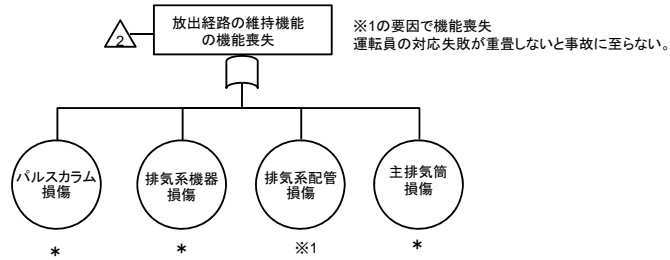 放出経路の維持機能
の機能喪失
2
※1の要因で機能喪失
運転員の対応失敗が重畳しないと事故に至らない。
パルスカラム
損傷
排気系機器
損傷
排気系配管
損傷
主排気筒
損傷
*
*
※1
*